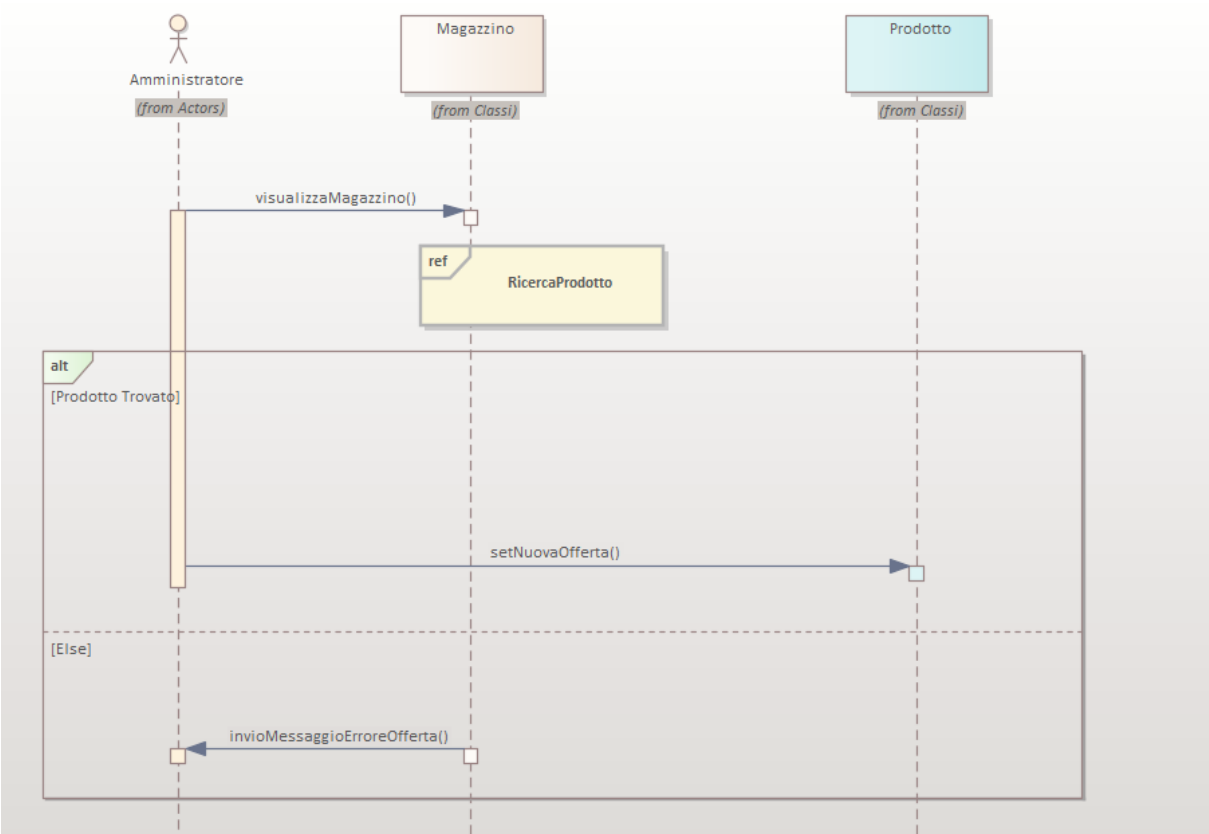 Amministratore
(from Actors)
Magazzino
(from Classi)
Prodotto
(from Classi)
visualizzaMagazzino()
ref
RicercaProdotto
alt
[Prodotto Trovato]
setNuovaOfferta()
[Else]
invioMessaggioErroreOfferta()